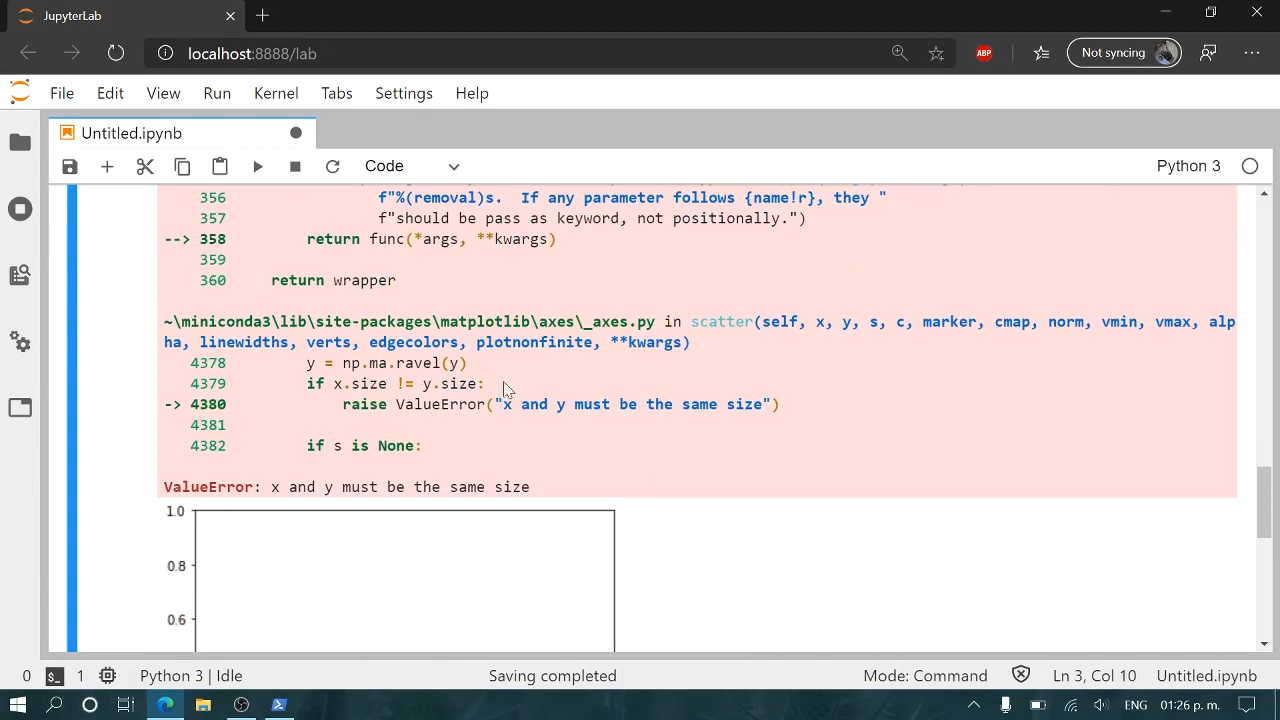 JupyterLab
localhost:8888/lab
ABP
Not syncing
File Edit View Run Kernel Tabs Settings Help
Untitled.ipynb
Code
Python 3
356 f"%(removal)s. If any parameter follows {name!r}, they "
357 f"should be pass as keyword, not positionally.")
--> 358 return func(*args, **kwargs)
359
360 return wrapper
~\miniconda3\lib\site-packages\matplotlib\axes\_axes.py in scatter(self, x, y, s, c, marker, cmap, norm, vmin, vmax, alp
ha, linewidths, verts, edgecolors, plotnonfinite, **kwargs)
4378 y = np.ma.ravel(y)
4379 if x.size != y.size:
-> 4380 raise ValueError("x and y must be the same size")
4381
4382 if s is None:
ValueError: x and y must be the same size
1.0
0.8
0.6
0 1 Python 3 | Idle Saving completed Mode: Command Ln 3, Col 10 Untitled.ipynb
ENG 01:26 p. m.